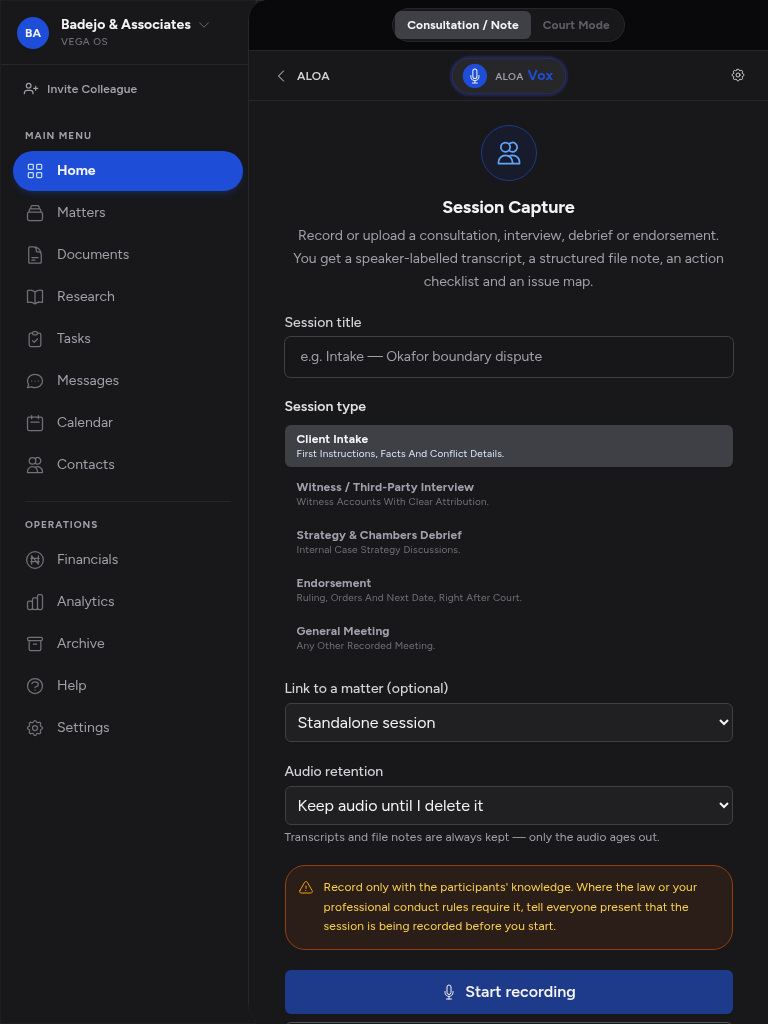 BA
Badejo & Associates
VEGA OS
Invite Colleague
MAIN MENU
Home
Matters
Documents
Research
Tasks
Messages
Calendar
Contacts
OPERATIONS
Financials
Analytics
Archive
Help
Settings
Consultation / Note
Court Mode
ALOA
ALOA Vox
Session Capture
Record or upload a consultation, interview, debrief or endorsement.
You get a speaker-labelled transcript, a structured file note, an action
checklist and an issue map.
Session title
e.g. Intake — Okafor boundary dispute
Session type
Client Intake
First Instructions, Facts And Conflict Details.
Witness / Third-Party Interview
Witness Accounts With Clear Attribution.
Strategy & Chambers Debrief
Internal Case Strategy Discussions.
Endorsement
Ruling, Orders And Next Date, Right After Court.
General Meeting
Any Other Recorded Meeting.
Link to a matter (optional)
Standalone session
Audio retention
Keep audio until I delete it
Transcripts and file notes are always kept — only the audio ages out.
Record only with the participants' knowledge. Where the law or your
professional conduct rules require it, tell everyone present that the
session is being recorded before you start.
Start recording